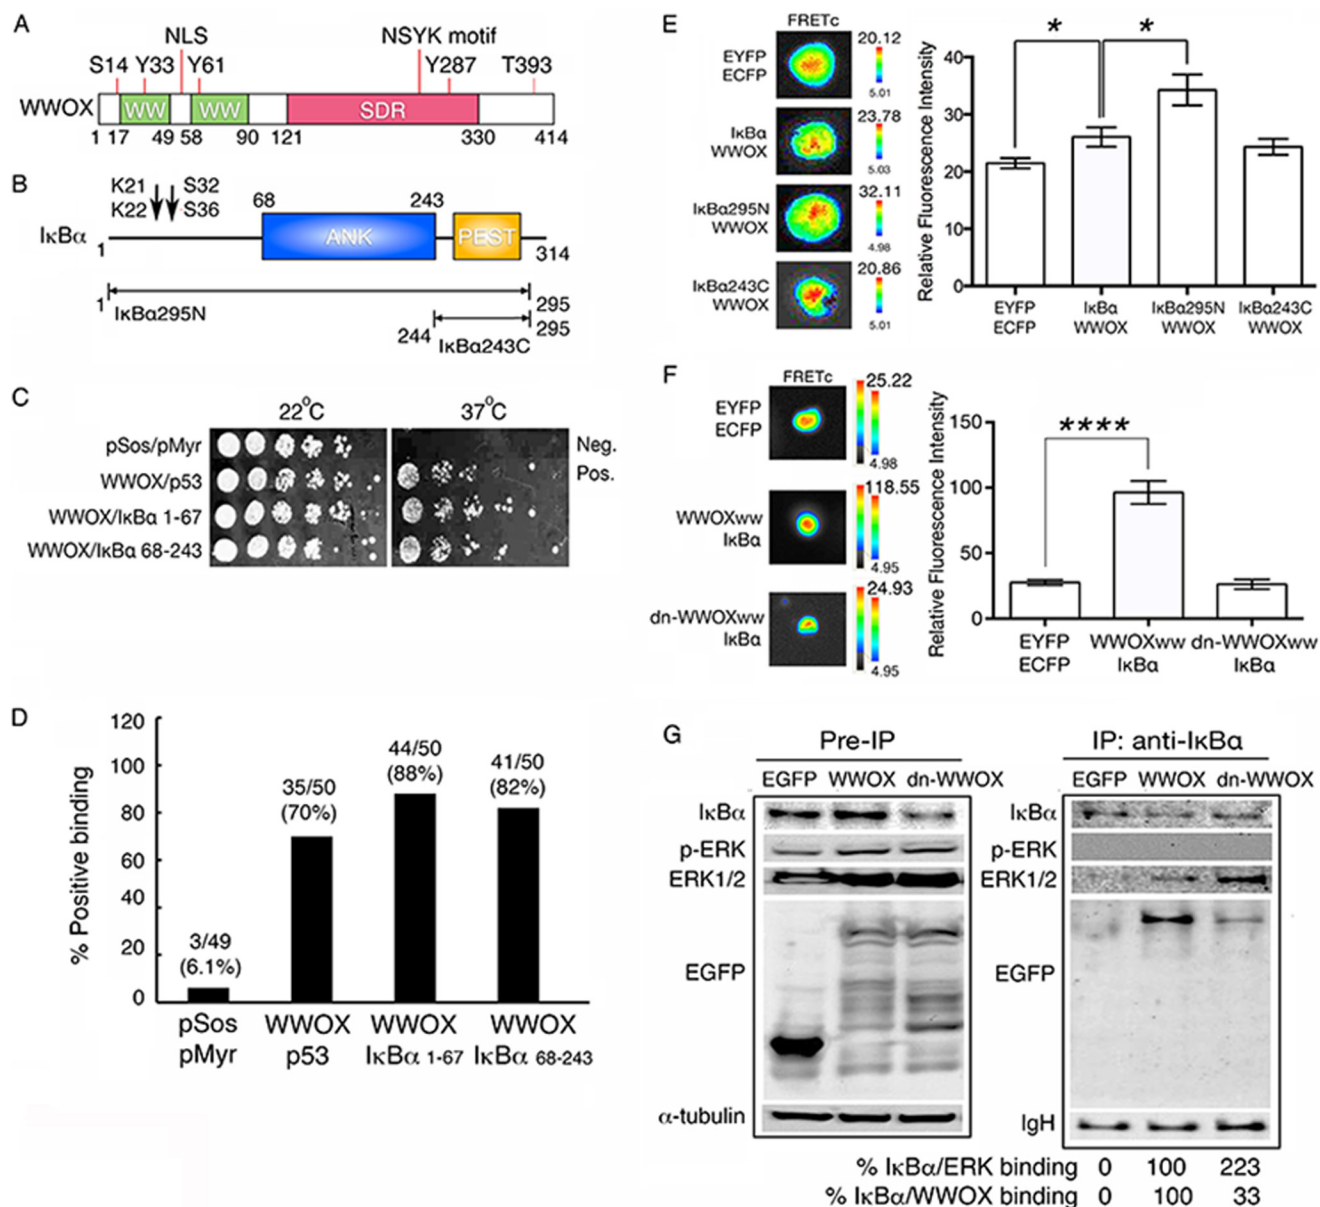 A
NLS
NSYK motif
S14 Y33 Y61 Y287 T393
WWOX WW WW SDR
1 17 49 58 90 121 330 414
B
K21 S32
K22 S36
68 243
IκBα ANK PEST
1 314
1 IκBα295N 295
244 IκBα243C 295
C
22°C 37°C
pSos/pMyr Neg.
WWOX/p53 Pos.
WWOX/IκBα 1-67
WWOX/IκBα 68-243
D
% Positive binding
120
100
80
60
40
20
0
3/49
(6.1%)
35/50
(70%)
44/50
(88%)
41/50
(82%)
pSos
pMyr
WWOX
p53
WWOX
IκBα 1-67
WWOX
IκBα 68-243
E
FRETc
EYFP
ECFP
20.12
5.01
IκBα
WWOX
23.78
5.03
IκBα295N
WWOX
32.11
4.98
IκBα243C
WWOX
20.86
5.01
Relative Fluorescence Intensity
40
30
20
10
0
* *
EYFP
ECFP
IκBα
WWOX
IκBα295N
WWOX
IκBα243C
WWOX
F
FRETc
EYFP
ECFP
25.22
4.98
WWOXww
IκBα
118.55
4.95
dn-WWOXww
IκBα
24.93
4.95
Relative Fluorescence Intensity
150
100
50
0
****
EYFP
ECFP
WWOXww
IκBα
dn-WWOXww
IκBα
G
Pre-IP
EGFP WWOX dn-WWOX
IκBα
p-ERK
ERK1/2
EGFP
α-tubulin
IP: anti-IκBα
EGFP WWOX dn-WWOX
IκBα
p-ERK
ERK1/2
EGFP
IgH
% IκBα/ERK binding 0 100 223
% IκBα/WWOX binding 0 100 33